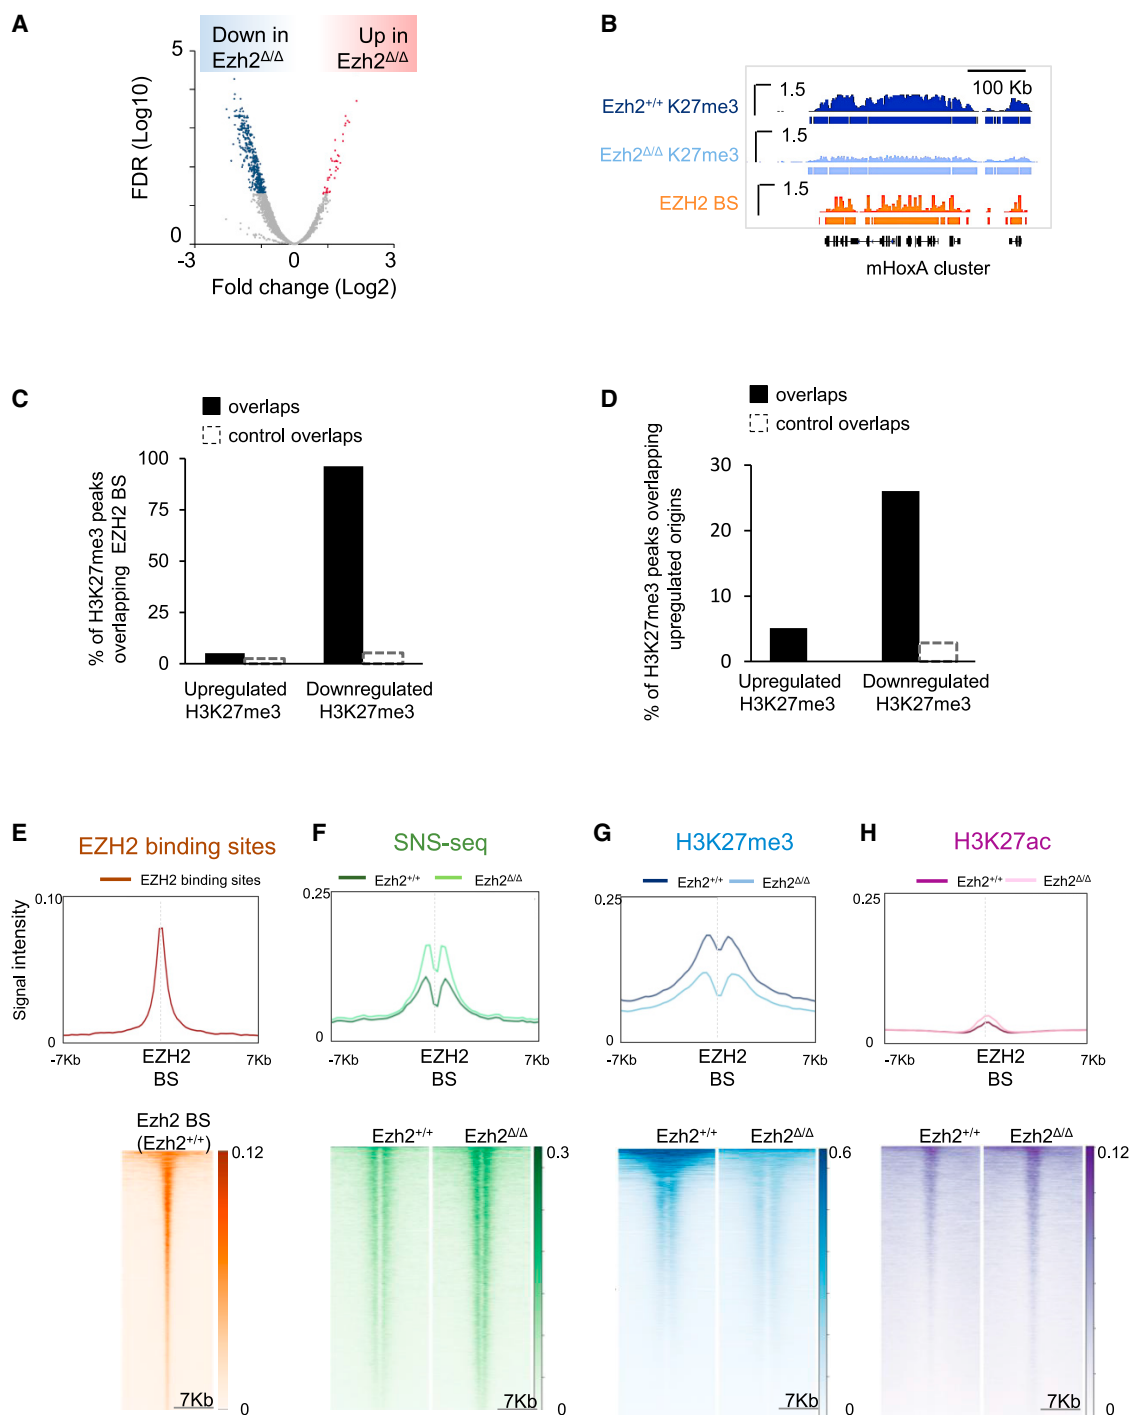 A
Down in
Ezh2Δ/Δ
Up in
Ezh2Δ/Δ
5
0
FDR (Log10)
-3
0
3
Fold change (Log2)
B
100 Kb
Ezh2+/+ K27me3
1.5
Ezh2Δ/Δ K27me3
1.5
EZH2 BS
1.5
mHoxA cluster
C
overlaps
control overlaps
% of H3K27me3 peaks
overlapping EZH2 BS
100
75
50
25
0
Upregulated
H3K27me3
Downregulated
H3K27me3
D
overlaps
control overlaps
% of H3K27me3 peaks overlapping
upregulated origins
30
20
10
0
Upregulated
H3K27me3
Downregulated
H3K27me3
E
EZH2 binding sites
EZH2 binding sites
0.10
Signal intensity
0
-7Kb
EZH2
BS
7Kb
Ezh2 BS
(Ezh2+/+)
0.12
7Kb
0
F
SNS-seq
Ezh2+/+
Ezh2Δ/Δ
0.25
0
-7Kb
EZH2
BS
7Kb
Ezh2+/+
Ezh2Δ/Δ
0.3
7Kb
0
G
H3K27me3
Ezh2+/+
Ezh2Δ/Δ
0.25
0
-7Kb
EZH2
BS
7Kb
Ezh2+/+
Ezh2Δ/Δ
0.6
7Kb
0
H
H3K27ac
Ezh2+/+
Ezh2Δ/Δ
0.25
0
-7Kb
EZH2
BS
7Kb
Ezh2+/+
Ezh2Δ/Δ
0.12
7Kb
0